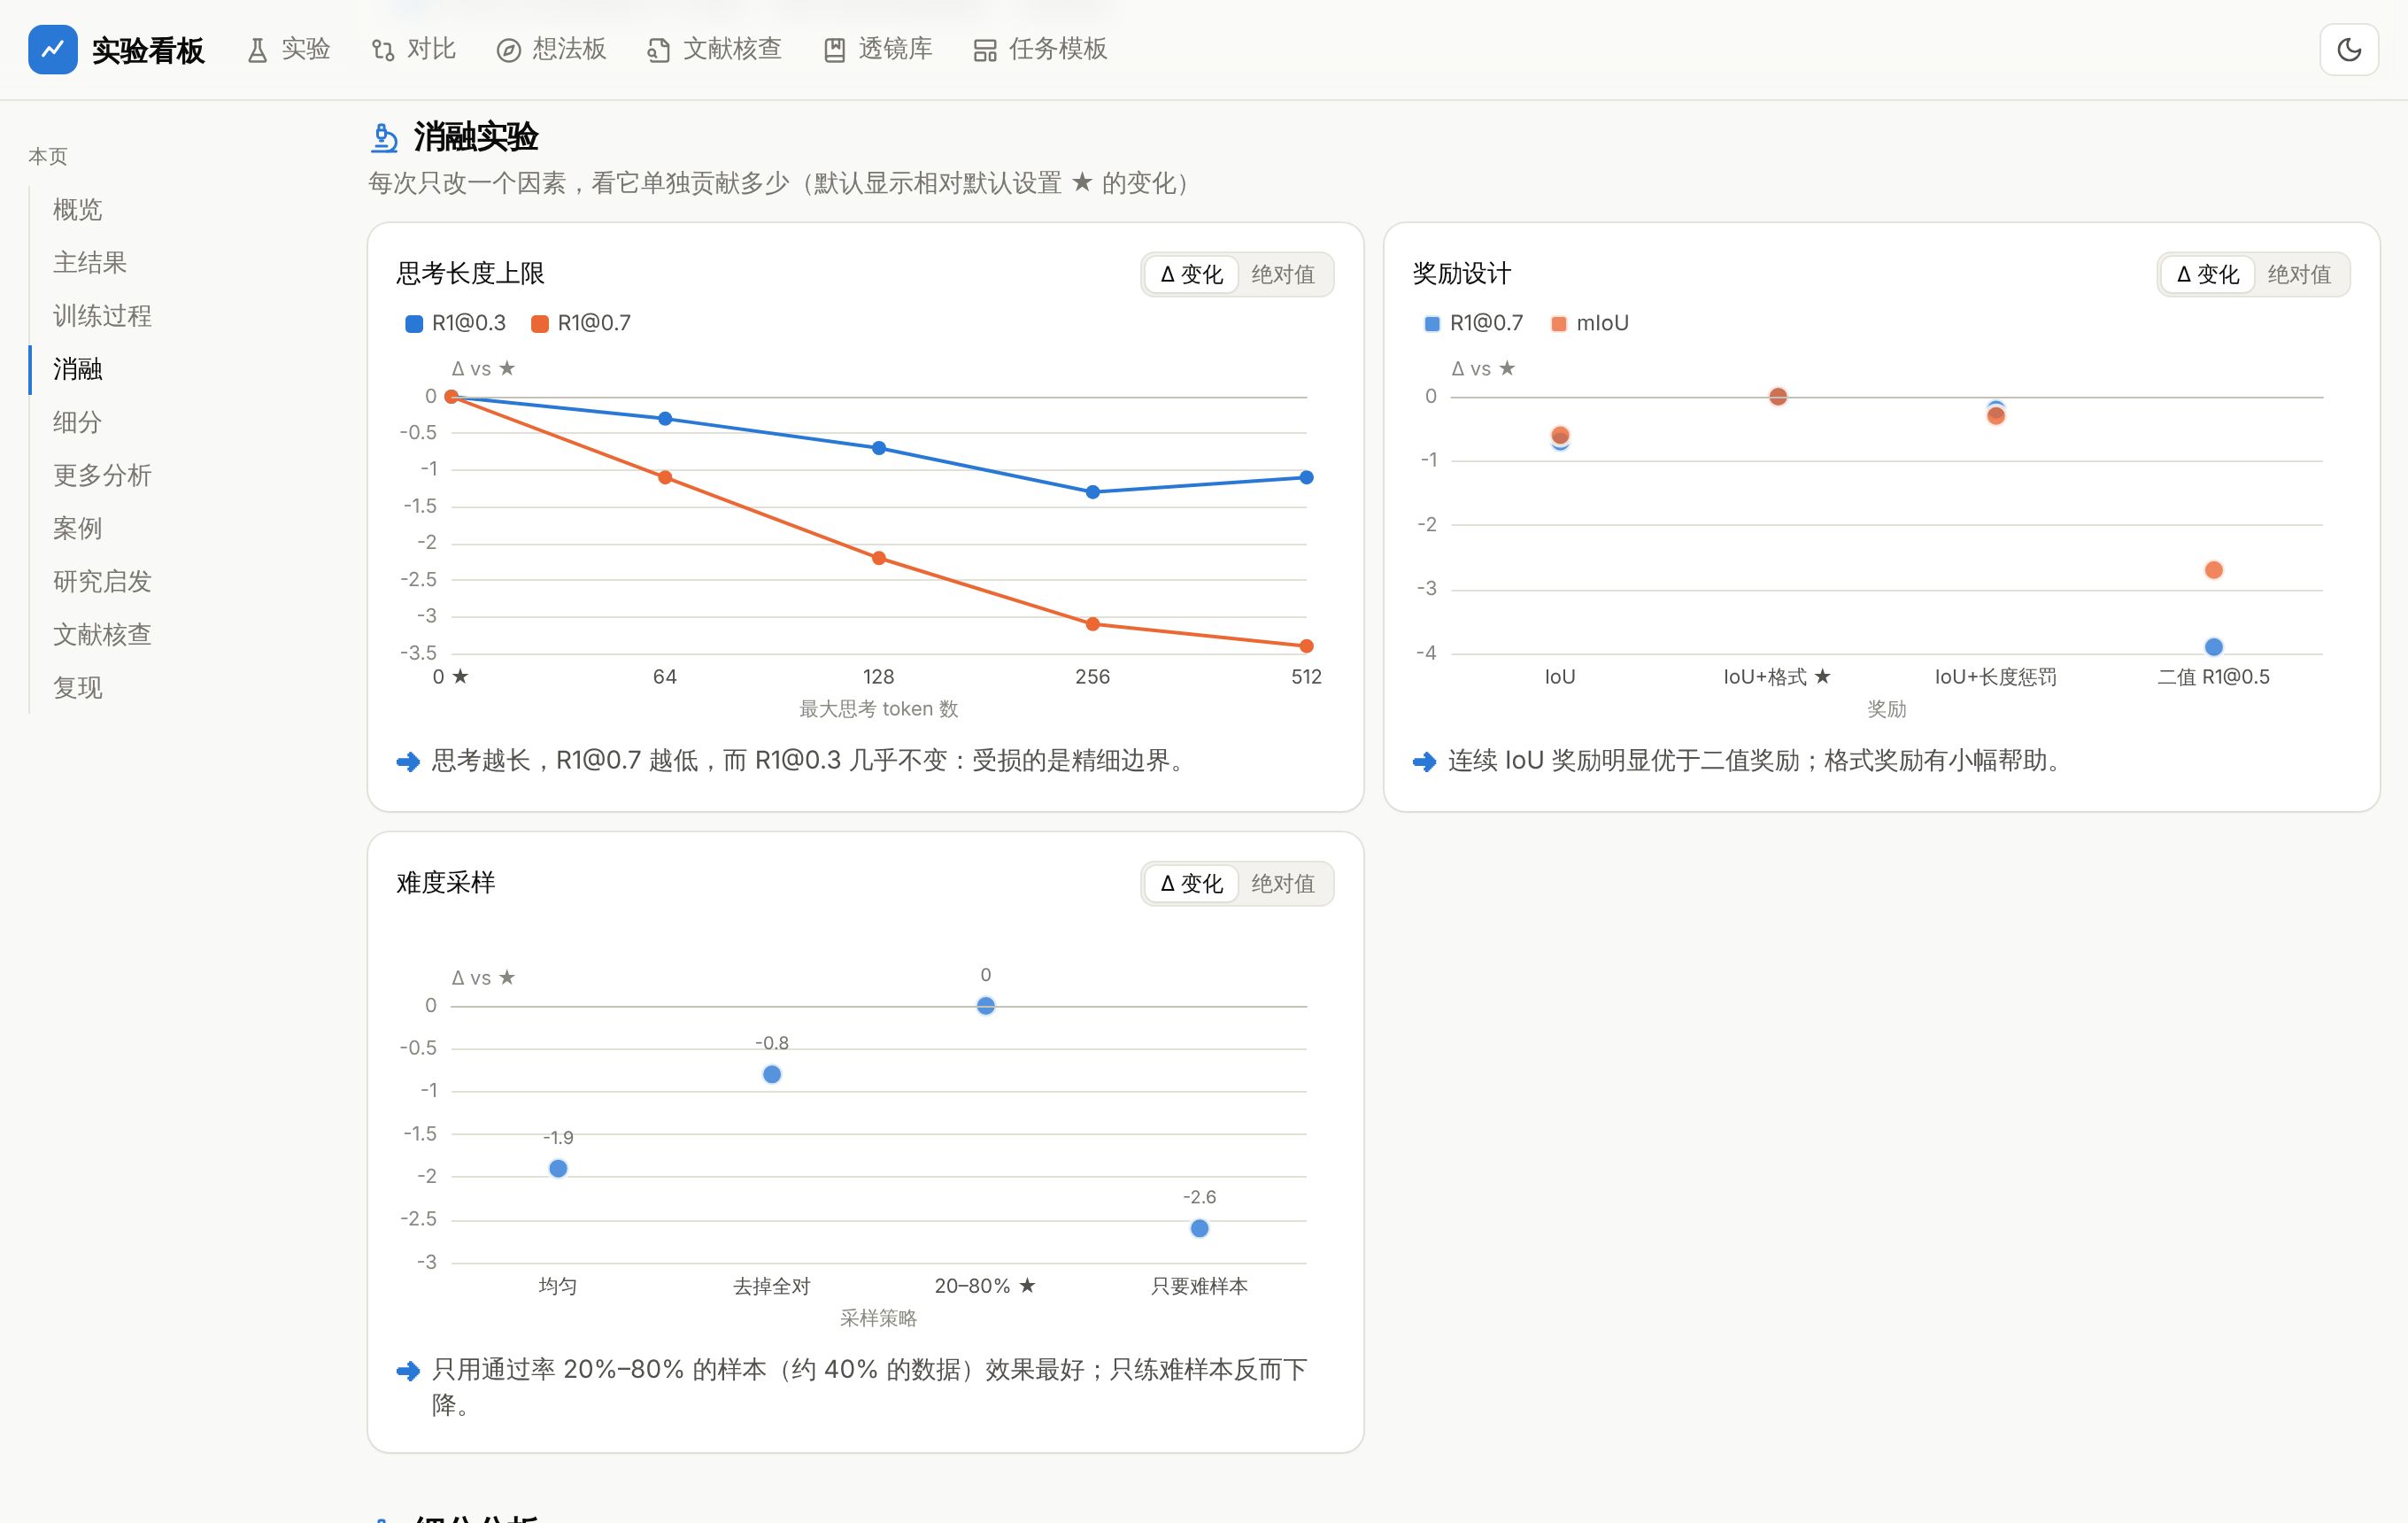 实验看板
实验
对比
想法板
文献核查
透镜库
任务模板
本页
概览
主结果
训练过程
消融
细分
更多分析
案例
研究启发
文献核查
复现
消融实验
每次只改一个因素，看它单独贡献多少（默认显示相对默认设置 ★ 的变化）
思考长度上限
Δ 变化 绝对值
R1@0.3 R1@0.7
Δ vs ★
0
-0.5
-1
-1.5
-2
-2.5
-3
-3.5
0 ★ 64 128 256 512
最大思考 token 数
思考越长，R1@0.7 越低，而 R1@0.3 几乎不变：受损的是精细边界。
奖励设计
Δ 变化 绝对值
R1@0.7 mIoU
Δ vs ★
0
-1
-2
-3
-4
IoU IoU+格式 ★ IoU+长度惩罚 二值 R1@0.5
奖励
连续 IoU 奖励明显优于二值奖励；格式奖励有小幅帮助。
难度采样
Δ 变化 绝对值
Δ vs ★
0
-0.5
-1
-1.5
-2
-2.5
-3
-1.9
-0.8
0
-2.6
均匀 去掉全对 20–80% ★ 只要难样本
采样策略
只用通过率 20%–80% 的样本（约 40% 的数据）效果最好；只练难样本反而下
降。